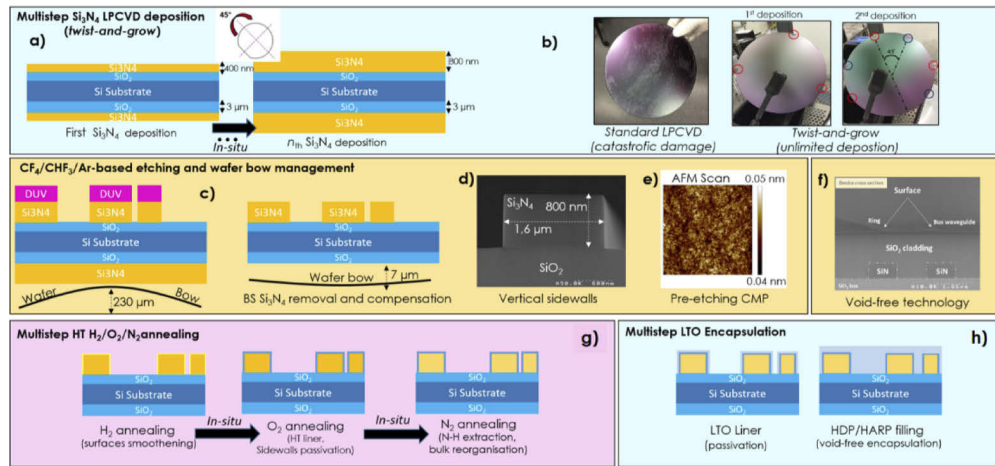 Multistep Si₃N₄ LPCVD deposition
(twist-and-grow)
45°
a)
Si3N4
400 nm
SiO₂
Si Substrate
SiO₂
3 µm
Si3N4
First Si₃N₄ deposition
In-situ
Si3N4
800 nm
SiO₂
Si Substrate
SiO₂
3 µm
Si3N4
nth Si₃N₄ deposition
b)
Standard LPCVD
(catastrofic damage)
1st deposition
2nd deposition
45°
Twist-and-grow
(unlimited depostion)
CF₄/CHF₃/Ar-based etching and wafer bow management
DUV
DUV
Si3N4
Si3N4
SiO₂
Si Substrate
SiO₂
Si3N4
Wafer
Bow
230 µm
c)
Si3N4
Si3N4
SiO₂
Si Substrate
SiO₂
Wafer bow
7 µm
BS Si₃N₄ removal and compensation
d)
Si₃N₄
800 nm
1.6 µm
SiO₂
Vertical sidewalls
e)
AFM Scan
0.05 nm
0.04 nm
Pre-etching CMP
f)
Device cross section
Surface
Ring
Bus waveguide
SiO₂ cladding
SiN
SiN
SiO₂ box
Void-free technology
Multistep HT H₂/O₂/N₂annealing
g)
SiO₂
Si Substrate
SiO₂
H₂ annealing
(surfaces smoothening)
In-situ
SiO₂
Si Substrate
SiO₂
O₂ annealing
(HT liner,
Sidewalls passivation)
In-situ
SiO₂
Si Substrate
SiO₂
N₂ annealing
(N-H extraction,
bulk reorganisation)
Multistep LTO Encapsulation
h)
SiO₂
Si Substrate
SiO₂
LTO Liner
(passivation)
SiO₂
Si Substrate
SiO₂
HDP/HARP filling
(void-free encapsulation)